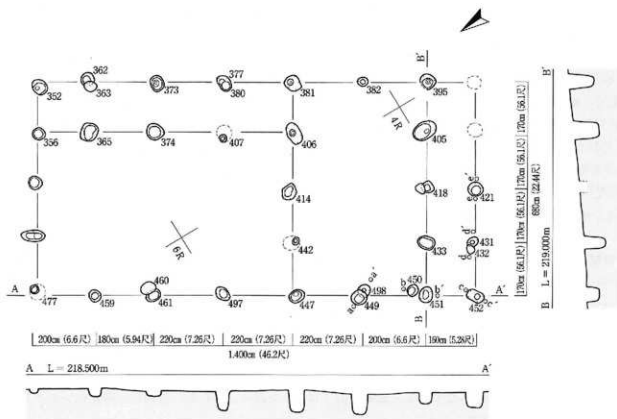 B'
362
377
352
363
373
380
381
382
395
4R
356
365
374
407
406
405
414
418
e'
421
e
6R
442
433
d'
431
432
d
A
460
498
a'
450
b
b'
c
A'
477
459
461
497
447
a
449
451
452
c'
B
200cm (6.6尺)
180cm (5.94尺)
220cm (7.26尺)
220cm (7.26尺)
220cm (7.26尺)
200cm (6.6尺)
160cm (5.28尺)
1.400cm (46.2尺)
A L = 218.500m A'
170cm (56.1尺)
170cm (56.1尺)
170cm (56.1尺)
170cm (56.1尺)
680cm (22.44尺)
B L = 219.000m B'